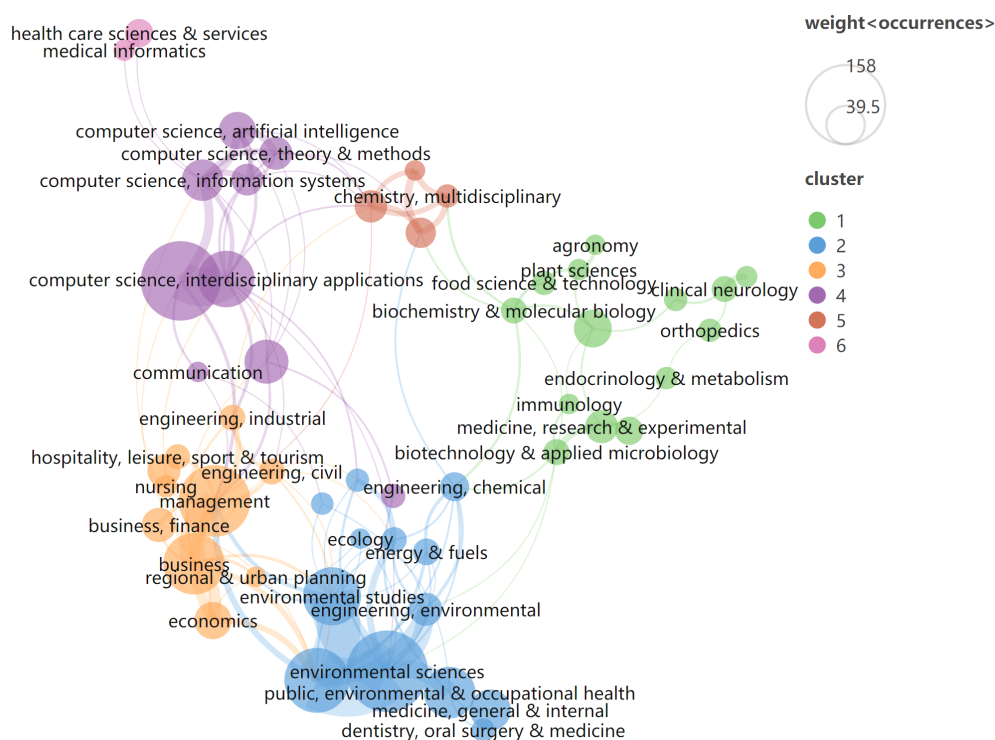 health care sciences & services
medical informatics
computer science, artificial intelligence
computer science, theory & methods
computer science, information systems
chemistry, multidisciplinary
agronomy
plant sciences
computer science, interdisciplinary applications
food science & technology
clinical neurology
biochemistry & molecular biology
orthopedics
communication
endocrinology & metabolism
immunology
engineering, industrial
medicine, research & experimental
biotechnology & applied microbiology
hospitality, leisure, sport & tourism
engineering, civil
nursing
engineering, chemical
management
business, finance
ecology
energy & fuels
business
regional & urban planning
environmental studies
engineering, environmental
economics
environmental sciences
public, environmental & occupational health
medicine, general & internal
dentistry, oral surgery & medicine
weight<occurrences>
158
39.5
cluster
1
2
3
4
5
6